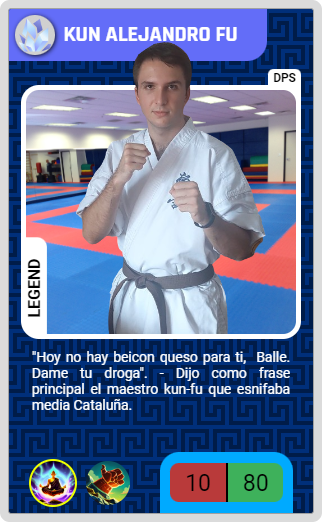 KUN ALEJANDRO FU
DPS
LEGEND
"Hoy no hay beicon queso para ti, Balle.
Dame tu droga". - Dijo como frase
principal el maestro kun-fu que esnifaba
media Cataluña.
10
80